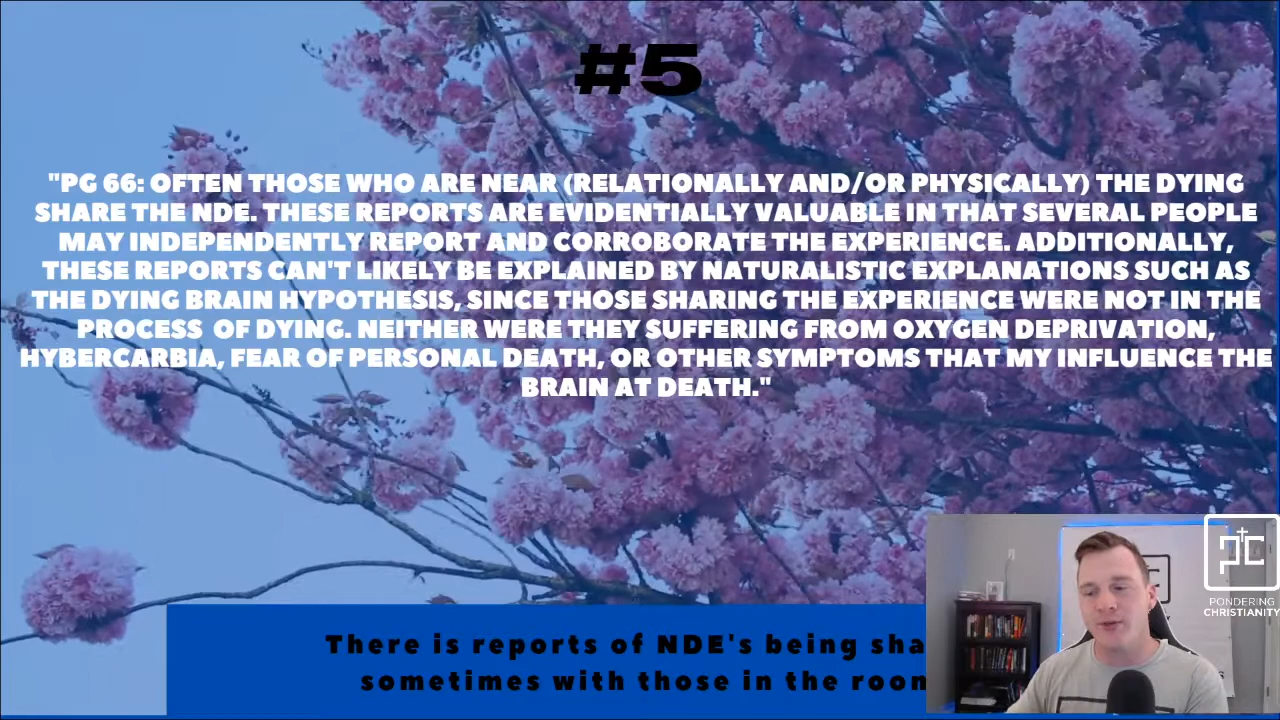 #5
"PG 66: OFTEN THOSE WHO ARE NEAR (RELATIONALLY AND/OR PHYSICALLY) THE DYING
SHARE THE NDE. THESE REPORTS ARE EVIDENTIALLY VALUABLE IN THAT SEVERAL PEOPLE
MAY INDEPENDENTLY REPORT AND CORROBORATE THE EXPERIENCE. ADDITIONALLY,
THESE REPORTS CAN'T LIKELY BE EXPLAINED BY NATURALISTIC EXPLANATIONS SUCH AS
THE DYING BRAIN HYPOTHESIS, SINCE THOSE SHARING THE EXPERIENCE WERE NOT IN THE
PROCESS OF DYING. NEITHER WERE THEY SUFFERING FROM OXYGEN DEPRIVATION,
HYBERCARBIA, FEAR OF PERSONAL DEATH, OR OTHER SYMPTOMS THAT MY INFLUENCE THE
BRAIN AT DEATH."
There is reports of NDE's being sha
sometimes with those in the room
PC
PONDERING
CHRISTIANITY